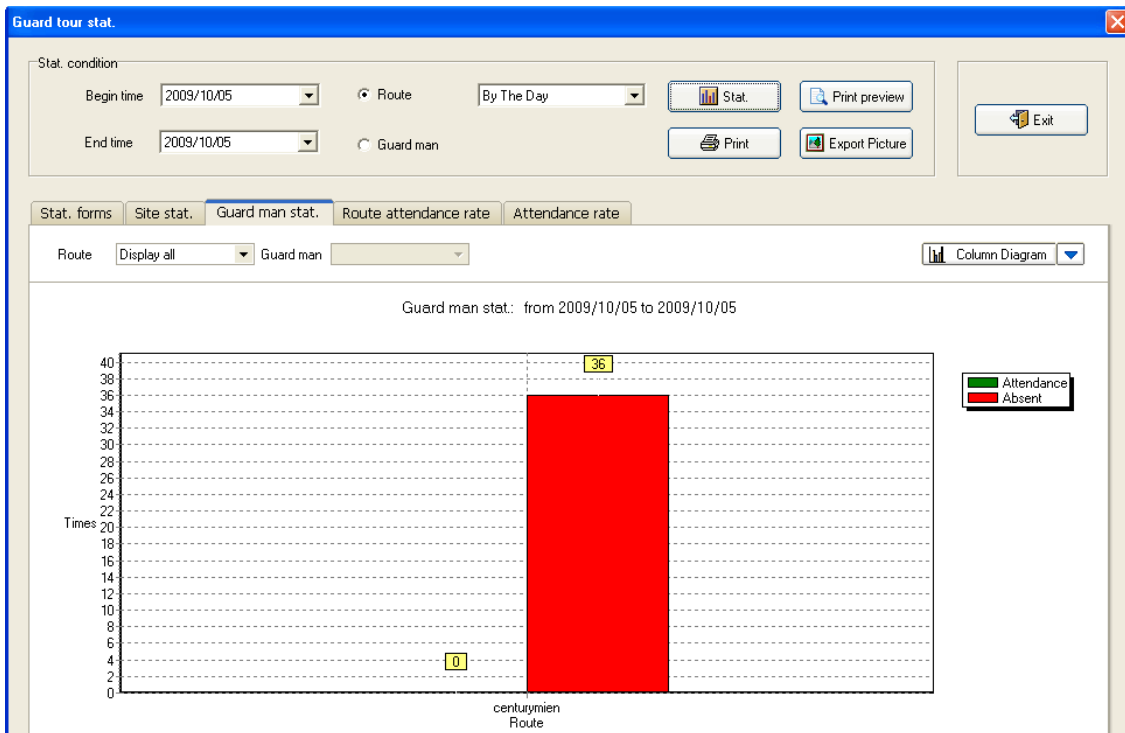 Guard tour stat.
Stat. condition
Begin time 2009/10/05 Route By The Day Stat. Print preview
Exit
End time 2009/10/05 Guard man Print Export Picture
Stat. forms Site stat. Guard man stat. Route attendance rate Attendance rate
Route Display all Guard man Column Diagram
Guard man stat.: from 2009/10/05 to 2009/10/05
40 36
38
Attendance
36
Absent
34
32
30
28
26
24
22
Times 20
18
16
14
12
10
8
6
4 0
2
0
centurymien
Route